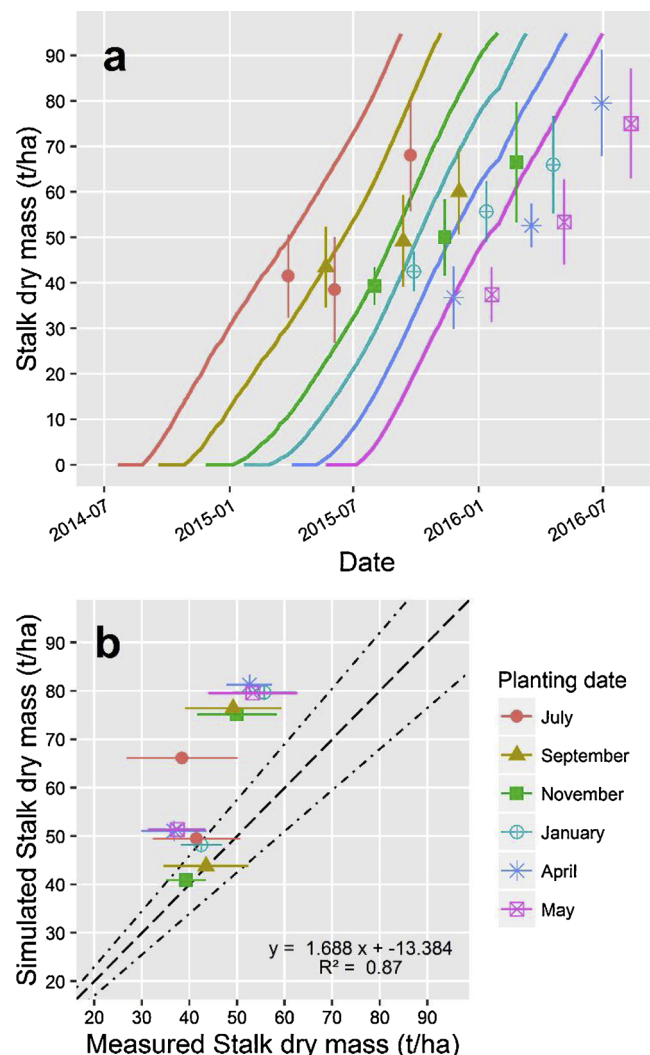 a
Stalk dry mass (t/ha)
90
80
70
60
50
40
30
20
10
0
2014-07
2015-01
2015-07
2016-01
2016-07
Date
b
Simulated Stalk dry mass (t/ha)
90
80
70
60
50
40
30
20
y = 1.688 x + -13.384
R² = 0.87
20 30 40 50 60 70 80 90
Measured Stalk dry mass (t/ha)
Planting date
July
September
November
January
April
May